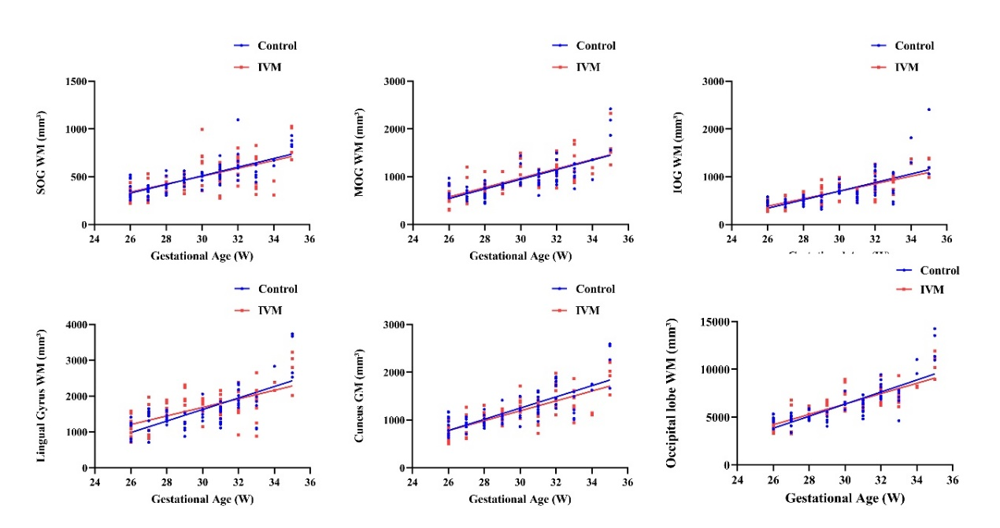 Control
IVM
1500
1000
500
0
SOG WM (mm³)
24 26 28 30 32 34 36
Gestational Age (W)
Control
IVM
3000
2000
1000
0
MOG WM (mm³)
24 26 28 30 32 34 36
Gestational Age (W)
Control
IVM
3000
2000
1000
0
IOG WM (mm³)
24 26 28 30 32 34 36
Control
IVM
4000
3000
2000
1000
0
Lingual Gyrus WM (mm³)
24 26 28 30 32 34 36
Gestational Age (W)
Control
IVM
3000
2000
1000
0
Cuneus GM (mm³)
24 26 28 30 32 34 36
Gestational Age (W)
Control
IVM
15000
10000
5000
0
Occipital lobe WM (mm³)
24 26 28 30 32 34 36
Gestational Age (W)